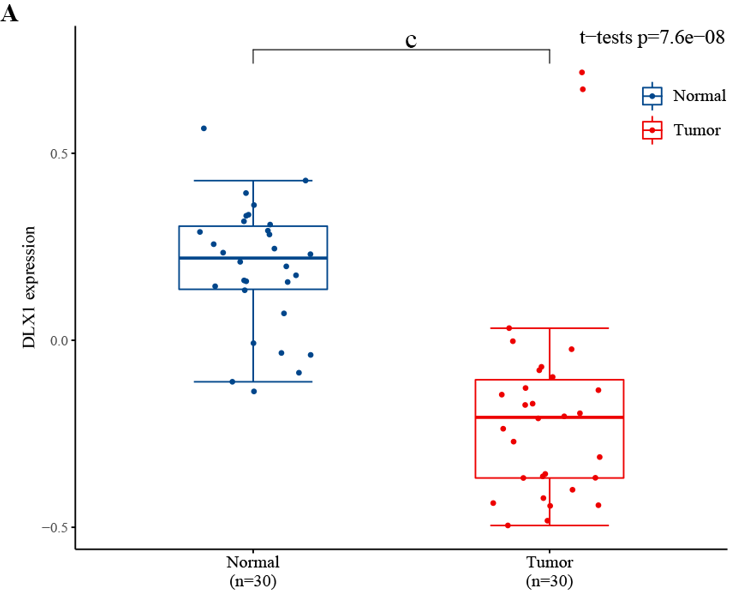 A
c
t−tests p=7.6e−08
Normal
Tumor
DLX1 expression
0.5
0.0
−0.5
Normal
(n=30)
Tumor
(n=30)